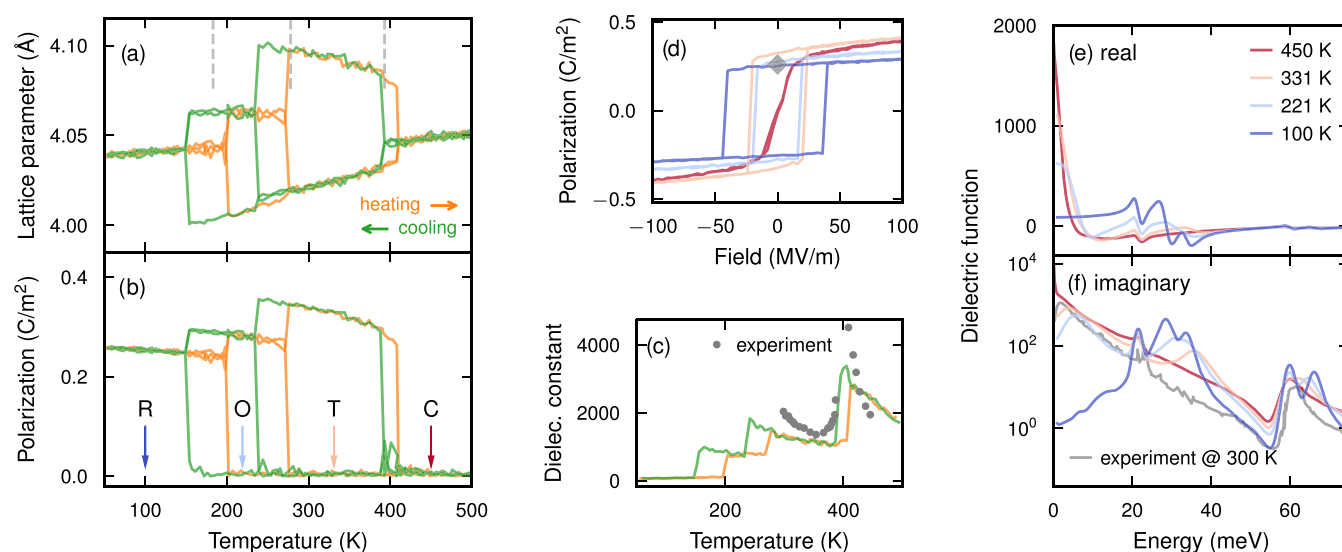 (a)
Lattice parameter (Å)
4.10
4.05
4.00
heating
cooling
(b)
Polarization (C/m²)
0.4
0.2
0.0
R
O
T
C
100
200
300
400
500
Temperature (K)
(d)
Polarization (C/m²)
0.5
0.0
−0.5
−100
−50
0
50
100
Field (MV/m)
(c)
experiment
Dielec. constant
4000
2000
0
100
200
300
400
Temperature (K)
Dielectric function
(e) real
2000
1000
0
450 K
331 K
221 K
100 K
(f) imaginary
10⁴
10²
10⁰
experiment @ 300 K
0
20
40
60
Energy (meV)